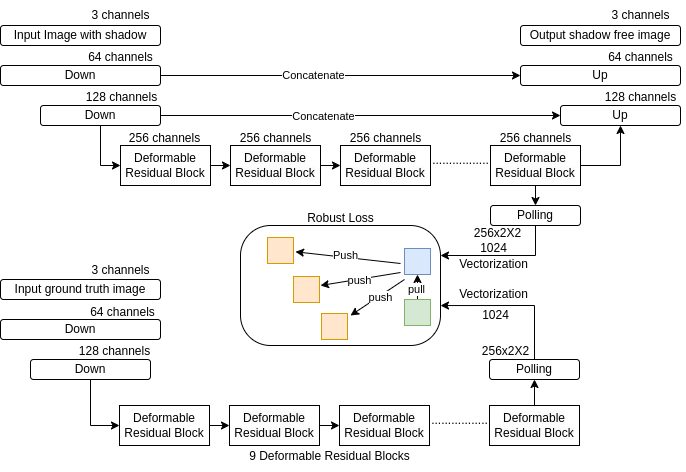 3 channels
3 channels
Input Image with shadow
Output shadow free image
64 channels
64 channels
Down
Concatenate
Up
128 channels
128 channels
Down
Concatenate
Up
256 channels
256 channels
256 channels
256 channels
Deformable
Residual Block
Deformable
Residual Block
Deformable
Residual Block
Deformable
Residual Block
Polling
Robust Loss
256x2X2
1024
Vectorization
Push
push
push
pull
3 channels
Input ground truth image
64 channels
Down
128 channels
Down
Vectorization
1024
256x2X2
Polling
Deformable
Residual Block
Deformable
Residual Block
Deformable
Residual Block
Deformable
Residual Block
9 Deformable Residual Blocks